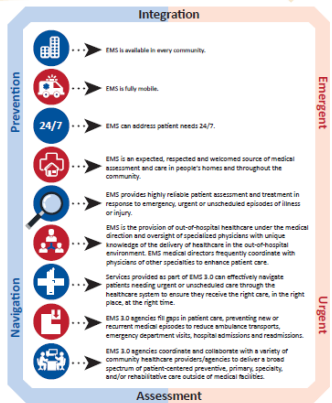 Integration
Prevention
Emergent
EMS is available in every community.
EMS is fully mobile.
24/7
EMS can address patient needs 24/7.
EMS is an expected, respected and welcomed source of medical
assessment and care in people's homes and throughout the
community.
EMS provides highly reliable patient assessment and treatment in
response to emergency, urgent or unscheduled episodes of illness
or injury.
EMS is the provision of out-of-hospital healthcare under the medical
direction and oversight of specialized physicians with unique
knowledge of the delivery of healthcare in the out-of-hospital
environment. EMS medical directors frequently coordinate with
physicians of other specialties to enhance patient care.
Navigation
Urgent
Services provided as part of EMS 3.0 can effectively navigate
patients needing urgent or unscheduled care through the
healthcare system to ensure they receive the right care, in the right
place, at the right time.
EMS 3.0 agencies fill gaps in patient care, preventing new or
recurrent medical episodes to reduce ambulance transports,
emergency department visits, hospital admissions and readmissions.
EMS 3.0 agencies coordinate and collaborate with a variety of
community healthcare providers/agencies to deliver a broad
spectrum of patient-centered preventive, primary, specialty,
and/or rehabilitative care outside of medical facilities.
Assessment